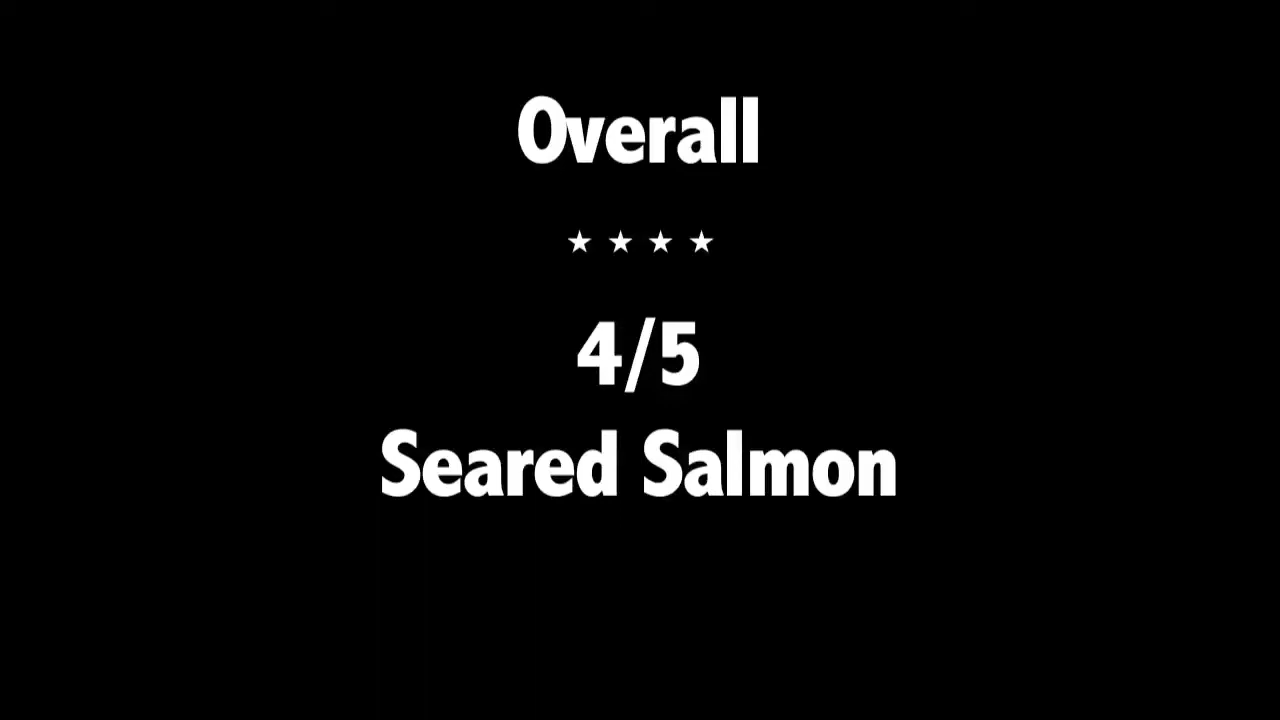 Overall
★ ★ ★ ★
4/5
Seared Salmon